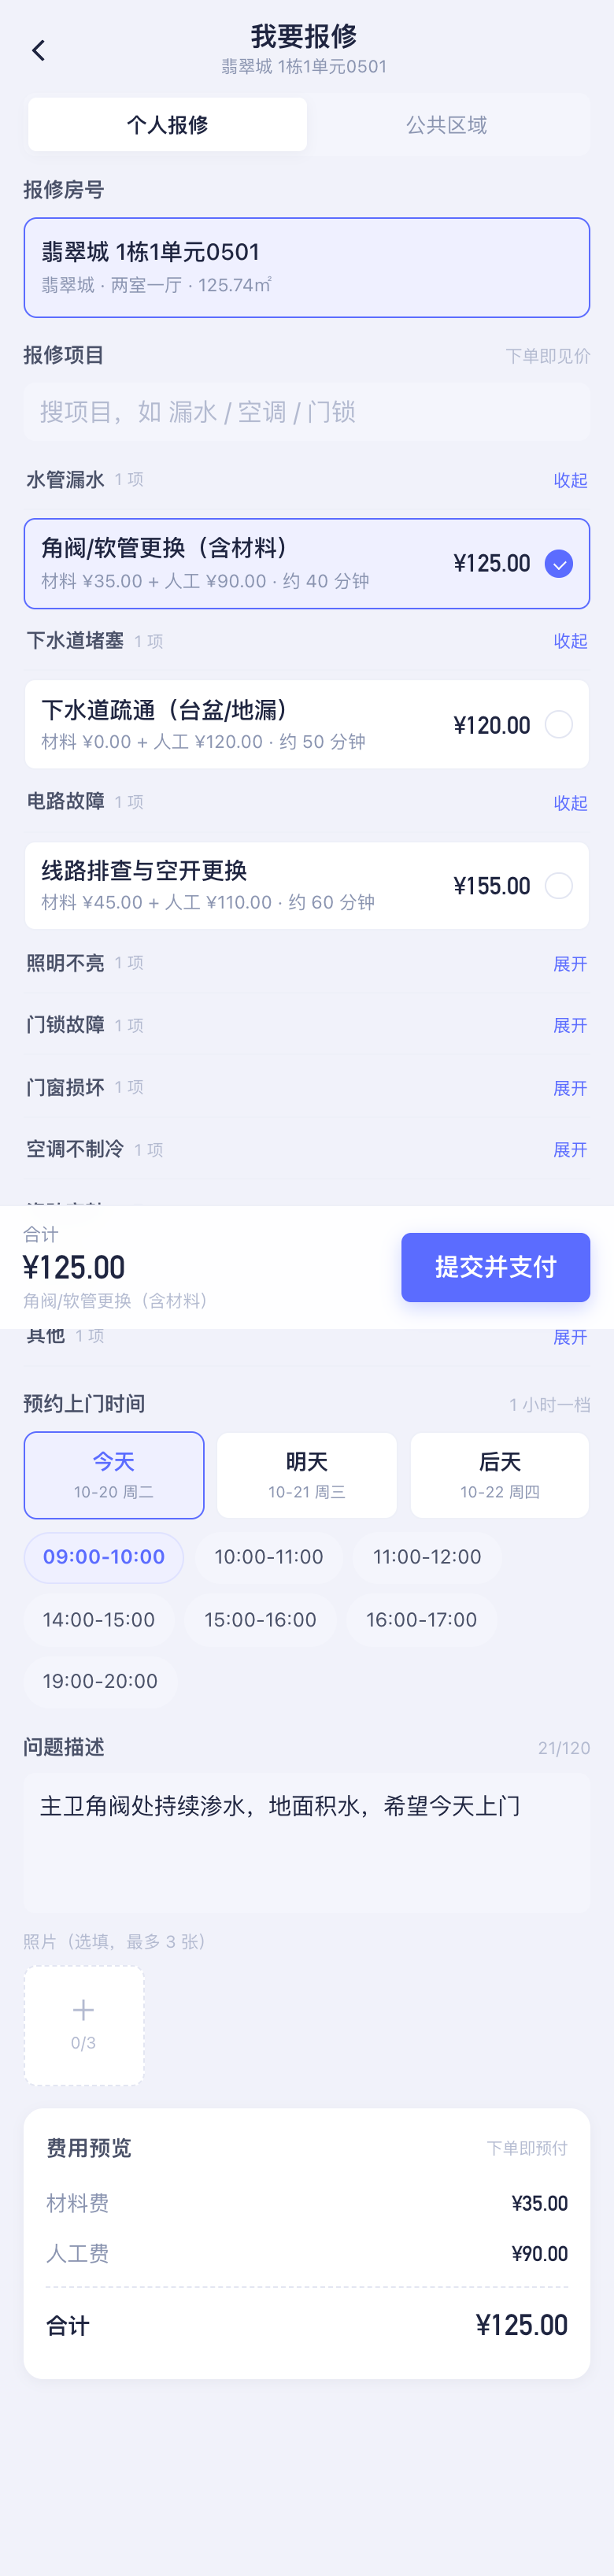 我要报修
翡翠城 1栋1单元0501
个人报修
公共区域
报修房号
翡翠城 1栋1单元0501
翡翠城 · 两室一厅 · 125.74㎡
报修项目
下单即见价
搜项目，如 漏水 / 空调 / 门锁
水管漏水 1 项
收起
角阀/软管更换（含材料）
材料 ¥35.00 + 人工 ¥90.00 · 约 40 分钟
¥125.00
下水道堵塞 1 项
收起
下水道疏通（台盆/地漏）
材料 ¥0.00 + 人工 ¥120.00 · 约 50 分钟
¥120.00
电路故障 1 项
收起
线路排查与空开更换
材料 ¥45.00 + 人工 ¥110.00 · 约 60 分钟
¥155.00
照明不亮 1 项
展开
门锁故障 1 项
展开
门窗损坏 1 项
展开
空调不制冷 1 项
展开
合计
¥125.00
角阀/软管更换（含材料）
提交并支付
其他 1 项
展开
预约上门时间
1 小时一档
今天
10-20 周二
明天
10-21 周三
后天
10-22 周四
09:00-10:00
10:00-11:00
11:00-12:00
14:00-15:00
15:00-16:00
16:00-17:00
19:00-20:00
问题描述
21/120
主卫角阀处持续渗水，地面积水，希望今天上门
照片（选填，最多 3 张）
+
0/3
费用预览
下单即预付
材料费
¥35.00
人工费
¥90.00
合计
¥125.00